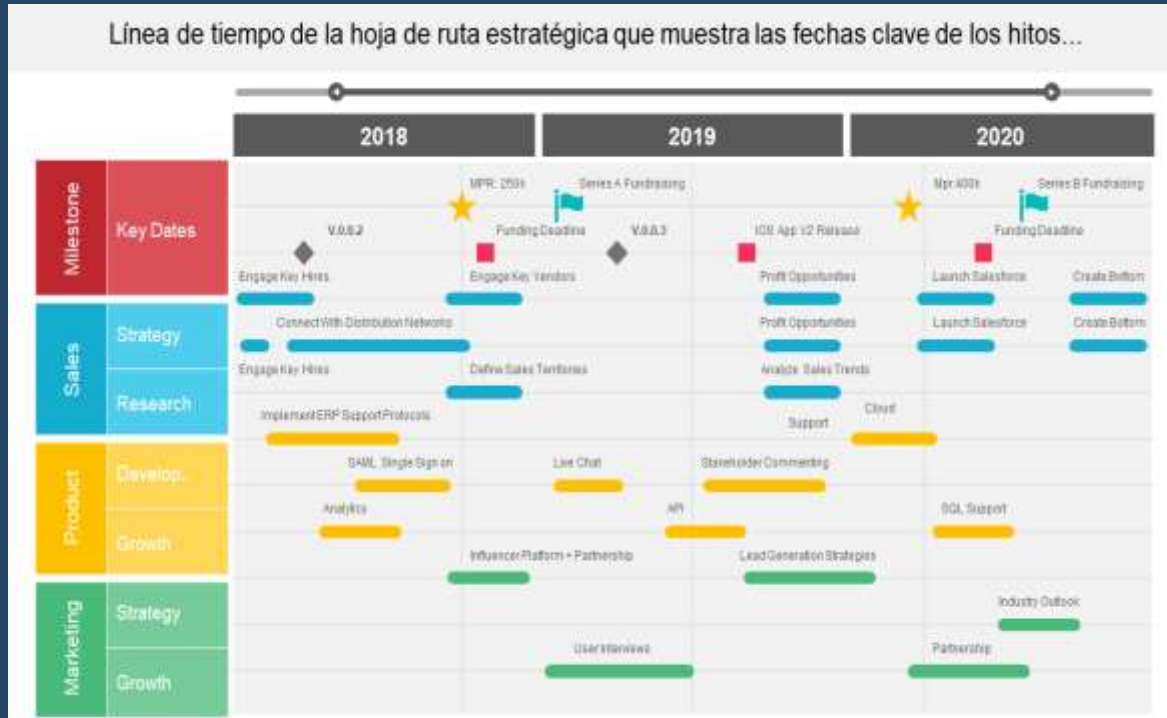 Línea de tiempo de la hoja de ruta estratégica que muestra las fechas clave de los hitos...
2018 2019 2020
Milestone
Key Dates
MPR: 250k Series A Fundraising Mpr 400k Series B Fundraising
V.0.0.2 Funding Deadline V.0.0.3 IOS App V2 Release Funding Deadline
Engage Key Hires Engage Key Vendors Profit Opportunities Launch Salesforce Create Bottom
Sales
Strategy
Connect With Distribution Networks Profit Opportunities Launch Salesforce Create Bottom
Engage Key Hires Define Sales Territories Analyze Sales Trends
Research
Implement ERP Support Protocols Support Cloud
Product
Develop..
SAML Single Sign on Live Chat Stakeholder Commenting
Analytics API SQL Support
Growth
Influencer Platform + Partnership Lead Generation Strategies
Marketing
Strategy
Industry Outlook
User Interviews Partnership
Growth